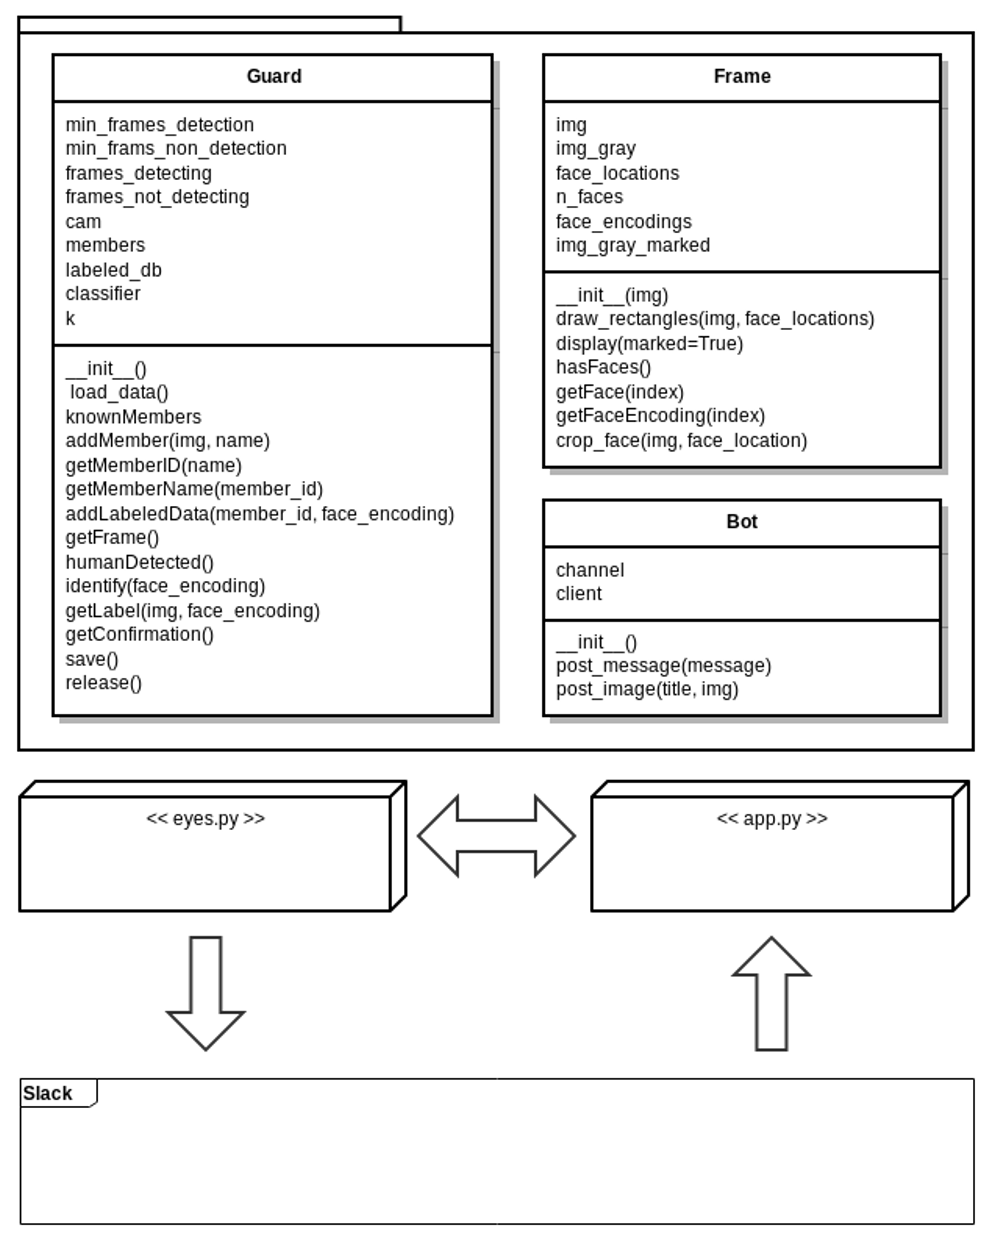 Guard
min_frames_detection
min_frams_non_detection
frames_detecting
frames_not_detecting
cam
members
labeled_db
classifier
k
__init__()
load_data()
knownMembers
addMember(img, name)
getMemberID(name)
getMemberName(member_id)
addLabeledData(member_id, face_encoding)
getFrame()
humanDetected()
identify(face_encoding)
getLabel(img, face_encoding)
getConfirmation()
save()
release()
Frame
img
img_gray
face_locations
n_faces
face_encodings
img_gray_marked
__init__(img)
draw_rectangles(img, face_locations)
display(marked=True)
hasFaces()
getFace(index)
getFaceEncoding(index)
crop_face(img, face_location)
Bot
channel
client
__init__()
post_message(message)
post_image(title, img)
<< eyes.py >>
<< app.py >>
Slack